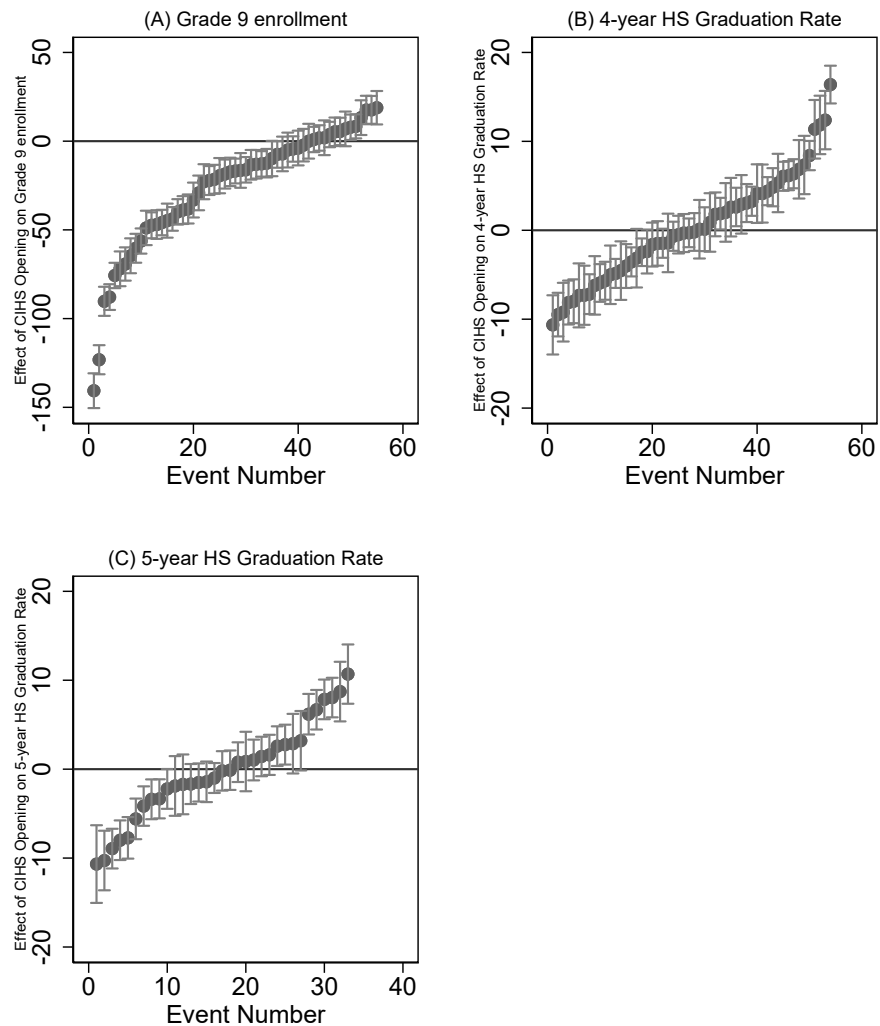 (A) Grade 9 enrollment
Effect of CIHS Opening on Grade 9 enrollment
50
0
-50
-100
-150
0 20 40 60
Event Number
(B) 4-year HS Graduation Rate
Effect of CIHS Opening on 4-year HS Graduation Rate
20
10
0
-10
-20
0 20 40 60
Event Number
(C) 5-year HS Graduation Rate
Effect of CIHS Opening on 5-year HS Graduation Rate
20
10
0
-10
-20
0 10 20 30 40
Event Number